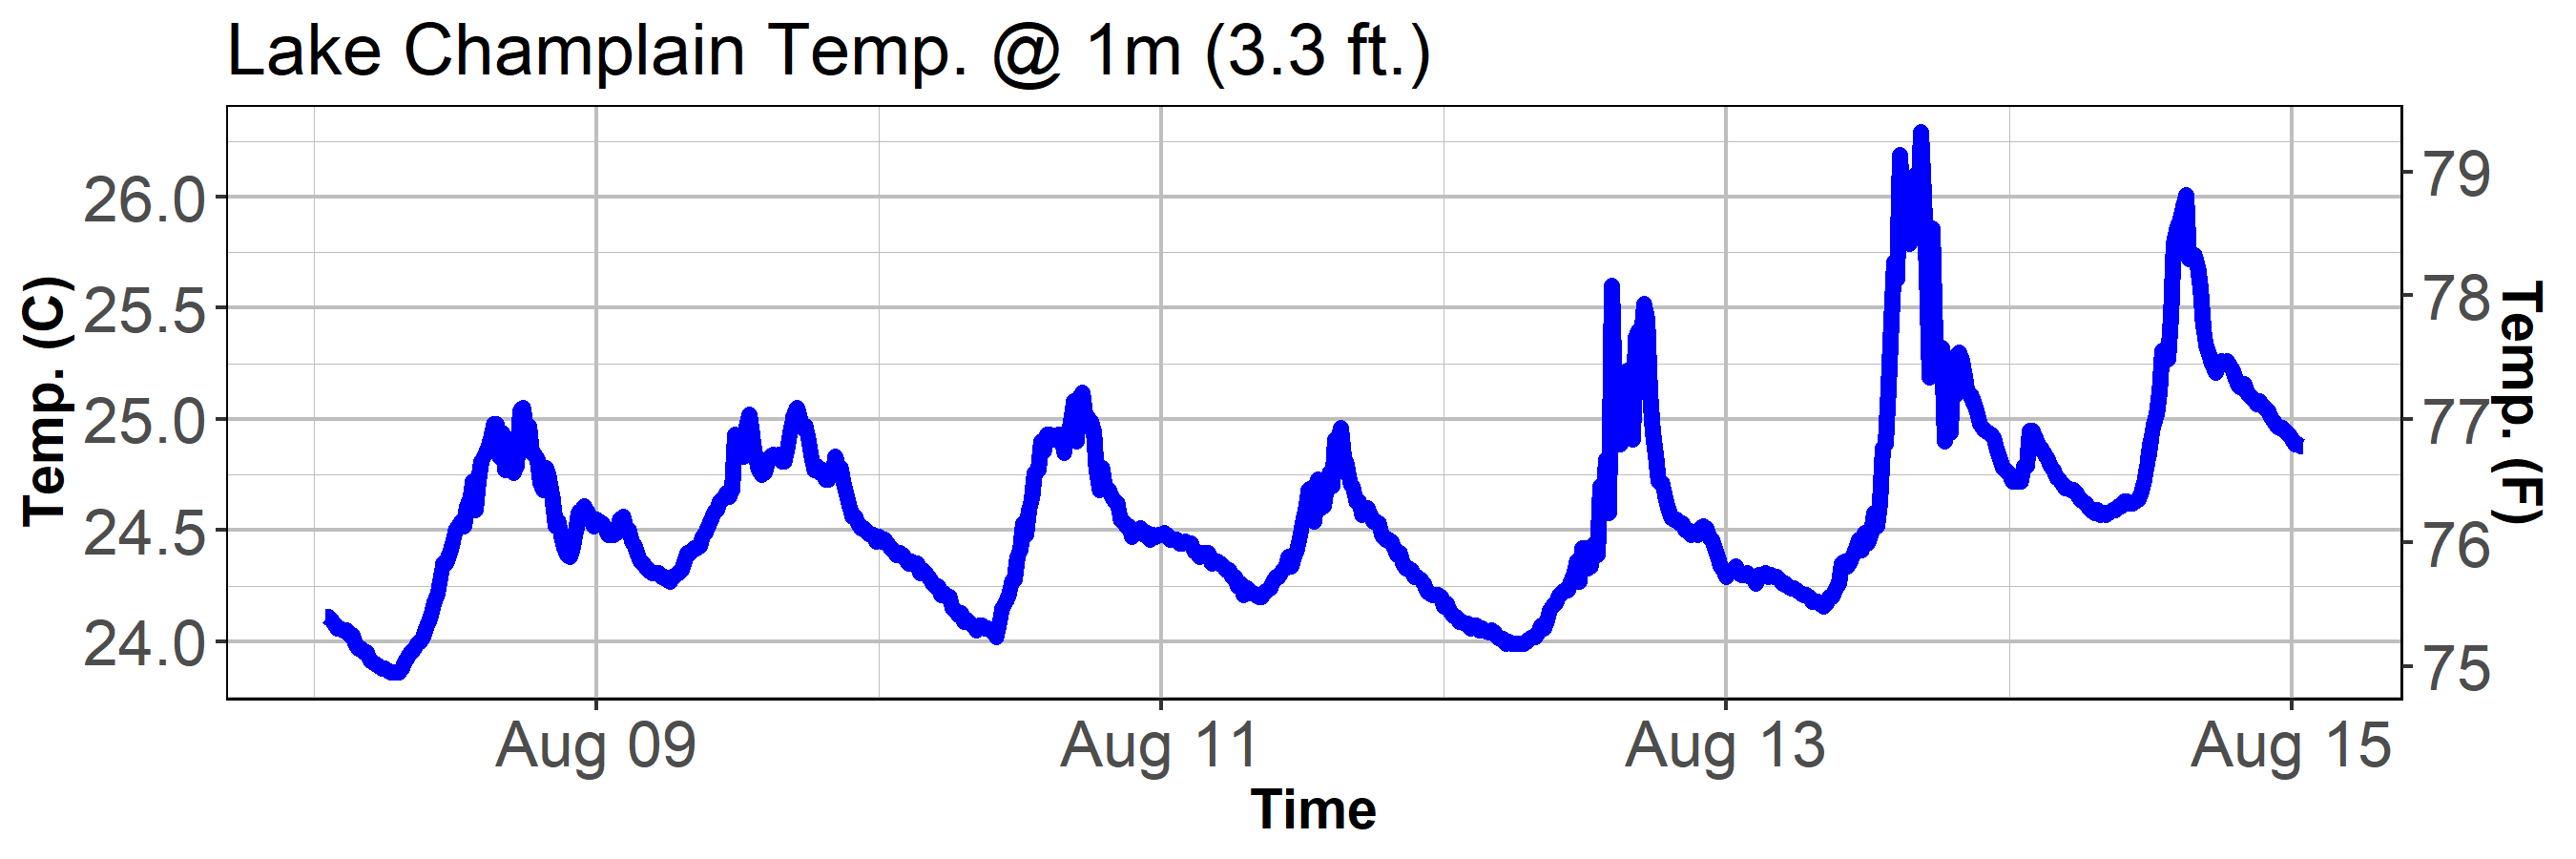 Lake Champlain Temp. @ 1m (3.3 ft.)
Temp. (C)
26.0
25.5
25.0
24.5
24.0
79
78
77
76
75
Temp. (F)
Aug 09 Aug 11 Aug 13 Aug 15
Time